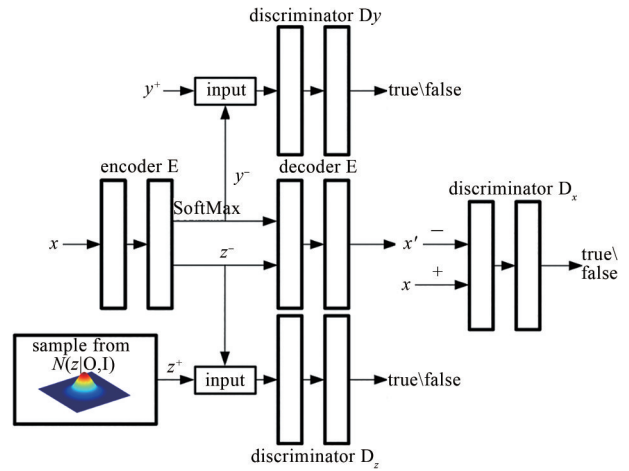 discriminator Dy
y⁺
input
true\false
encoder E
y⁻
decoder E
discriminator Dₓ
SoftMax
x
z⁻
x′
−
x
+
true\
false
sample from
N(z|O,I)
z⁺
input
true\false
discriminator D_z